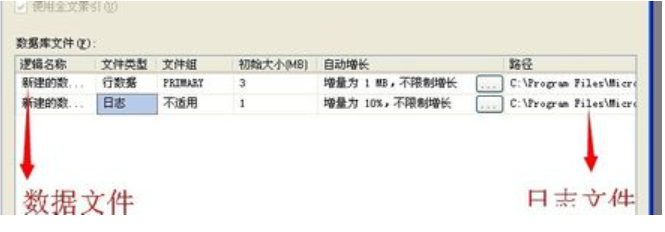 使用全文索引(U)
数据库文件(F):
逻辑名称 文件类型 文件组 初始大小(MB) 自动增长 路径
新建的数... 行数据 PRIMARY 3 增量为 1 MB，不限制增长 ... C:\Program Files\Micro
新建的数... 日志 不适用 1 增量为 10%，不限制增长 ... C:\Program Files\Micro
数据文件 日志文件